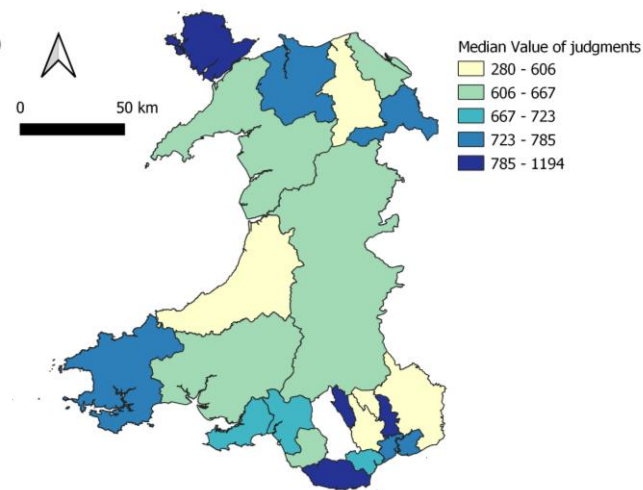 )
0
50 km
Median Value of judgments
280 - 606
606 - 667
667 - 723
723 - 785
785 - 1194